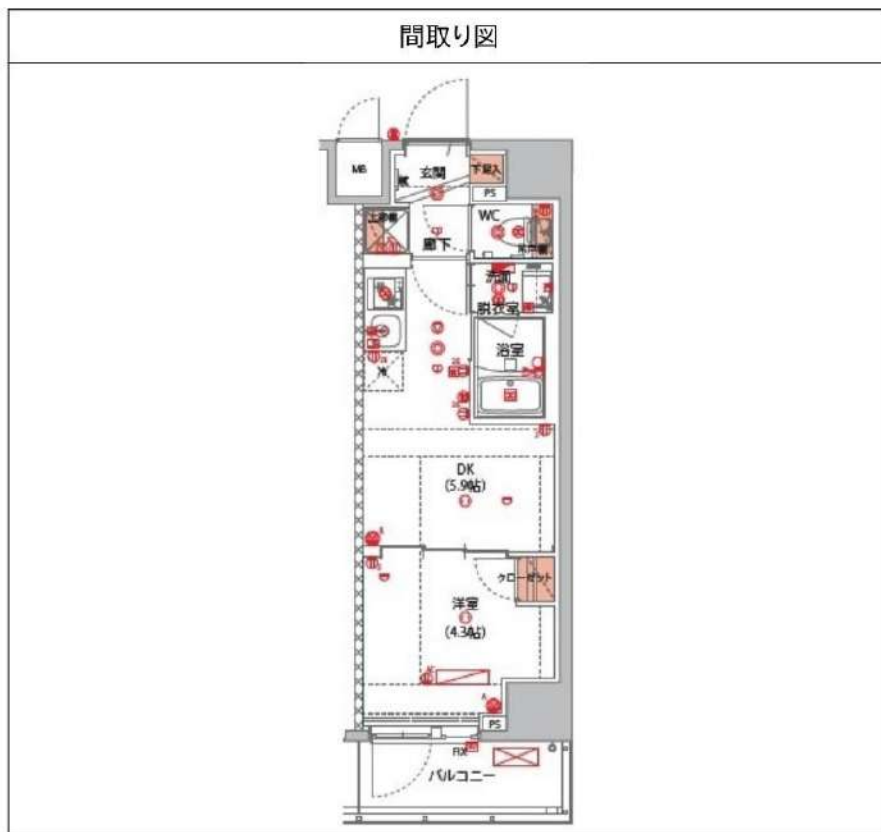 間取り図
MB
玄関
下足入
PS
WC
廊下
洗面
脱衣室
浴室
冷
DK
(5.9帖)
クローゼット
洋室
(4.3帖)
PS
FIX
バルコニー